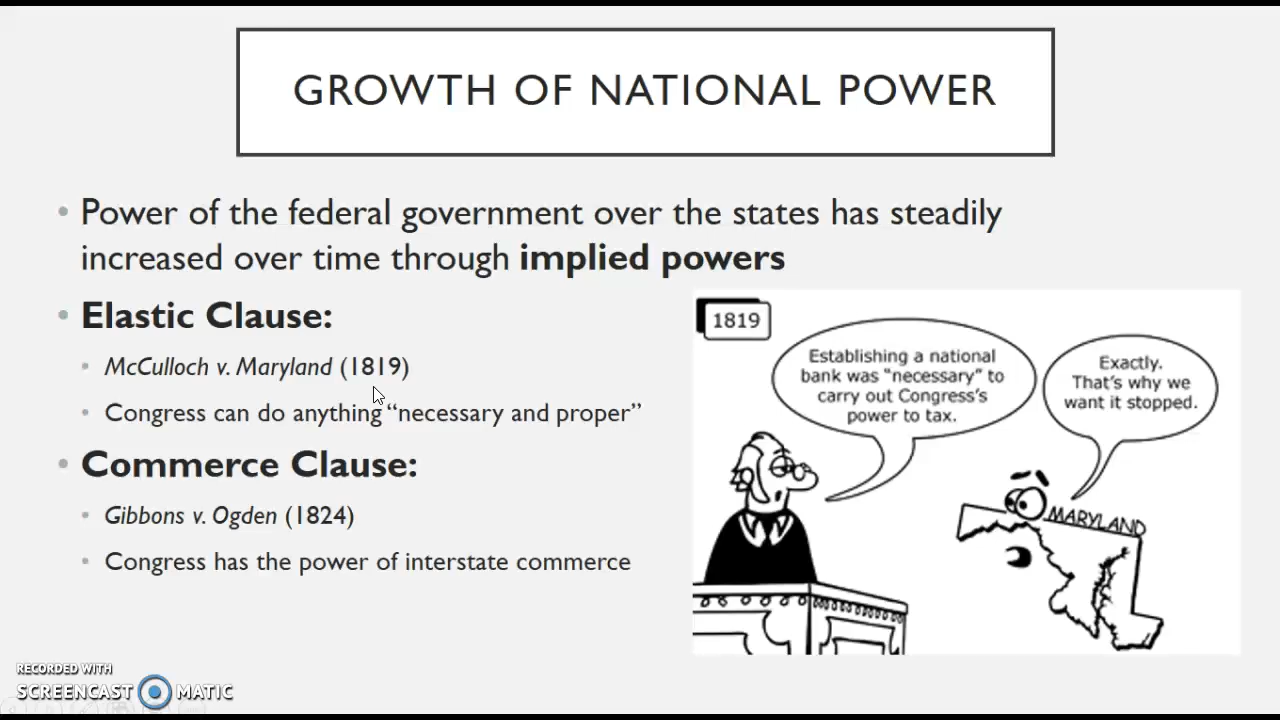 GROWTH OF NATIONAL POWER
• Power of the federal government over the states has steadily
increased over time through implied powers
• Elastic Clause:
• McCulloch v. Maryland (1819)
• Congress can do anything “necessary and proper”
• Commerce Clause:
• Gibbons v. Ogden (1824)
• Congress has the power of interstate commerce
1819
Establishing a national
bank was “necessary” to
carry out Congress's
power to tax.
Exactly.
That's why we
want it stopped.
MARYLAND
RECORDED WITH
SCREENCAST MATIC